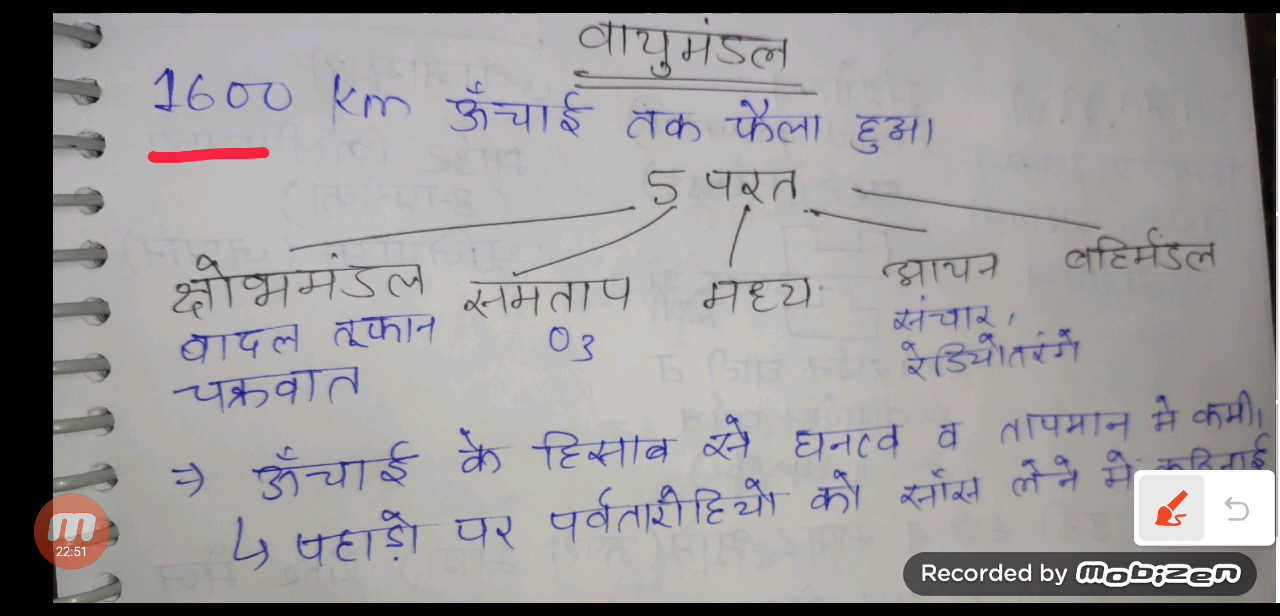 वायुमंडल
1600 km ऊँचाई तक फैला हुआ।
5 परत
क्षोभमंडल समताप मध्य आयन बहिर्मंडल
बादल तूफान O3 संचार,
चक्रवात रेडियोतरंगे
→ ऊँचाई के हिसाब से घनत्व व तापमान मे कमी।
↳ पहाड़ो पर पर्वतारोहियो को साँस लेने मे कठिनाई
22:51
Recorded by mobizen